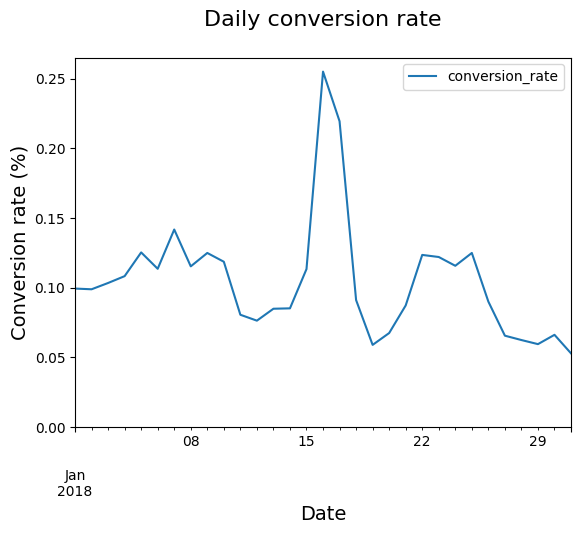 Daily conversion rate
conversion_rate
Conversion rate (%)
0.25
0.20
0.15
0.10
0.05
0.00
08
15
22
29
Jan
2018
Date